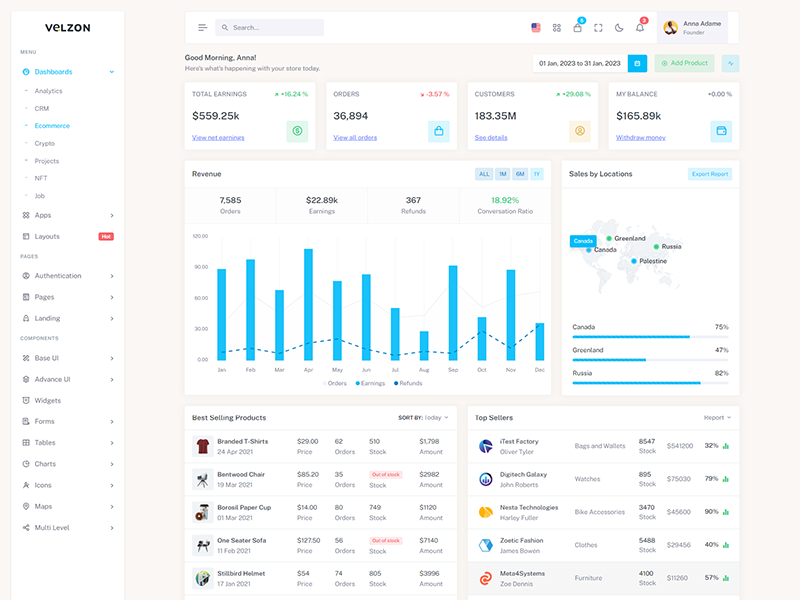 VELZON
Search...
6
3
Anna Adame
Founder
MENU
Dashboards
Analytics
CRM
Ecommerce
Crypto
Projects
NFT
Job
Apps
Layouts
Hot
PAGES
Authentication
Pages
Landing
COMPONENTS
Base UI
Advance UI
Widgets
Forms
Tables
Charts
Icons
Maps
Multi Level
Good Morning, Anna!
Here's what's happening with your store today.
01 Jan, 2023 to 31 Jan, 2023
Add Product
TOTAL EARNINGS +16.24 %
$559.25k
View net earnings
ORDERS -3.57 %
36,894
View all orders
CUSTOMERS +29.08 %
183.35M
See details
MY BALANCE +0.00 %
$165.89k
Withdraw money
Revenue
ALL 1M 6M 1Y
7,585 $22.89k 367 18.92%
Orders Earnings Refunds Conversation Ratio
120.00
90.00
60.00
30.00
0.00
Jan Feb Mar Apr May Jun Jul Aug Sep Oct Nov Dec
Orders Earnings Refunds
Sales by Locations
Export Report
Canada
Greenland
Canada
Russia
Palestine
Canada 75%
Greenland 47%
Russia 82%
Best Selling Products
SORT BY: Today
Branded T-Shirts $29.00 62 510 $1,798
24 Apr 2021 Price Orders Stock Amount
Bentwood Chair $85.20 35 Out of stock $2982
19 Mar 2021 Price Orders Stock Amount
Borosil Paper Cup $14.00 80 749 $1120
01 Mar 2021 Price Orders Stock Amount
One Seater Sofa $127.50 56 Out of stock $7140
11 Feb 2021 Price Orders Stock Amount
Stillbird Helmet $54 74 805 $3996
17 Jan 2021 Price Orders Stock Amount
Top Sellers
Report
iTest Factory Bags and Wallets 8547 $541200 32%
Oliver Tyler Stock
Digitech Galaxy Watches 895 $75030 79%
John Roberts Stock
Nesta Technologies Bike Accessories 3470 $45600 90%
Harley Fuller Stock
Zoetic Fashion Clothes 5488 $29456 40%
James Bowen Stock
Meta4Systems Furniture 4100 $11260 57%
Zoe Dennis Stock